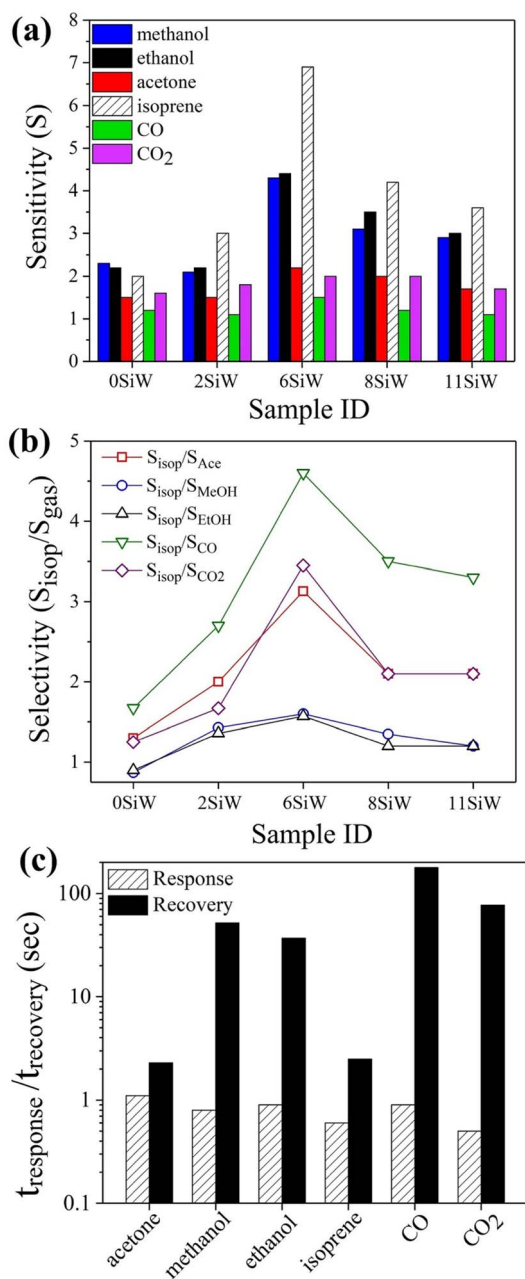 (a)
methanol
ethanol
acetone
isoprene
CO
CO2
8
7
6
5
4
3
2
1
0
Sensitivity (S)
0SiW 2SiW 6SiW 8SiW 11SiW
Sample ID
(b)
5
4
3
2
1
Sisop/SAce
Sisop/SMeOH
Sisop/SEtOH
Sisop/SCO
Sisop/SCO2
Selectivity (Sisop/Sgas)
0SiW 2SiW 6SiW 8SiW 11SiW
Sample ID
(c)
Response
Recovery
100
10
1
0.1
tresponse/trecovery (sec)
acetone methanol ethanol isoprene CO CO2